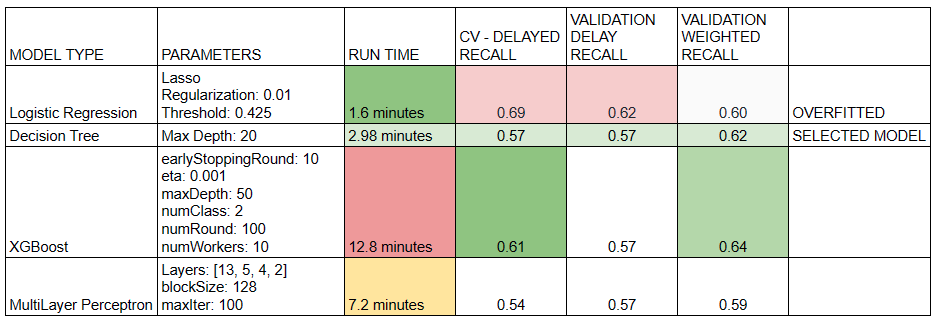 MODEL TYPE
PARAMETERS
RUN TIME
CV - DELAYED
RECALL
VALIDATION
DELAY
RECALL
VALIDATION
WEIGHTED
RECALL
Logistic Regression
Lasso
Regularization: 0.01
Threshold: 0.425
1.6 minutes
0.69
0.62
0.60
OVERFITTED
Decision Tree
Max Depth: 20
2.98 minutes
0.57
0.57
0.62
SELECTED MODEL
XGBoost
earlyStoppingRound: 10
eta: 0.001
maxDepth: 50
numClass: 2
numRound: 100
numWorkers: 10
12.8 minutes
0.61
0.57
0.64
MultiLayer Perceptron
Layers: [13, 5, 4, 2]
blockSize: 128
maxIter: 100
7.2 minutes
0.54
0.57
0.59